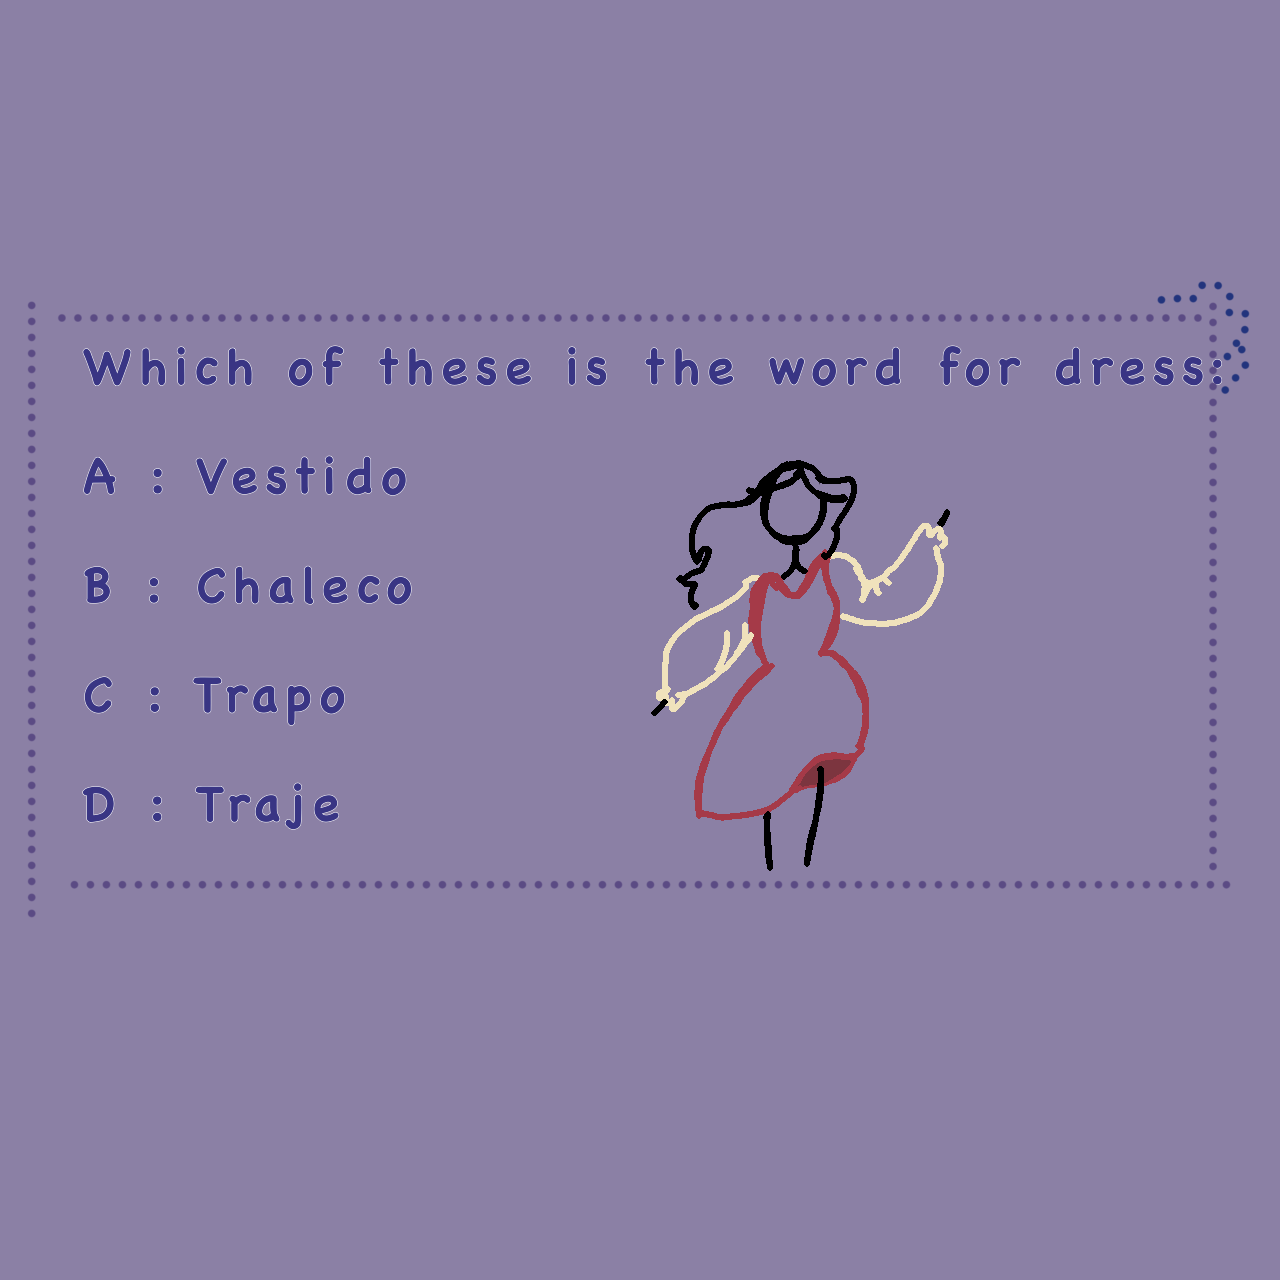 Which of these is the word for dress:
A : Vestido
B : Chaleco
C : Trapo
D : Traje